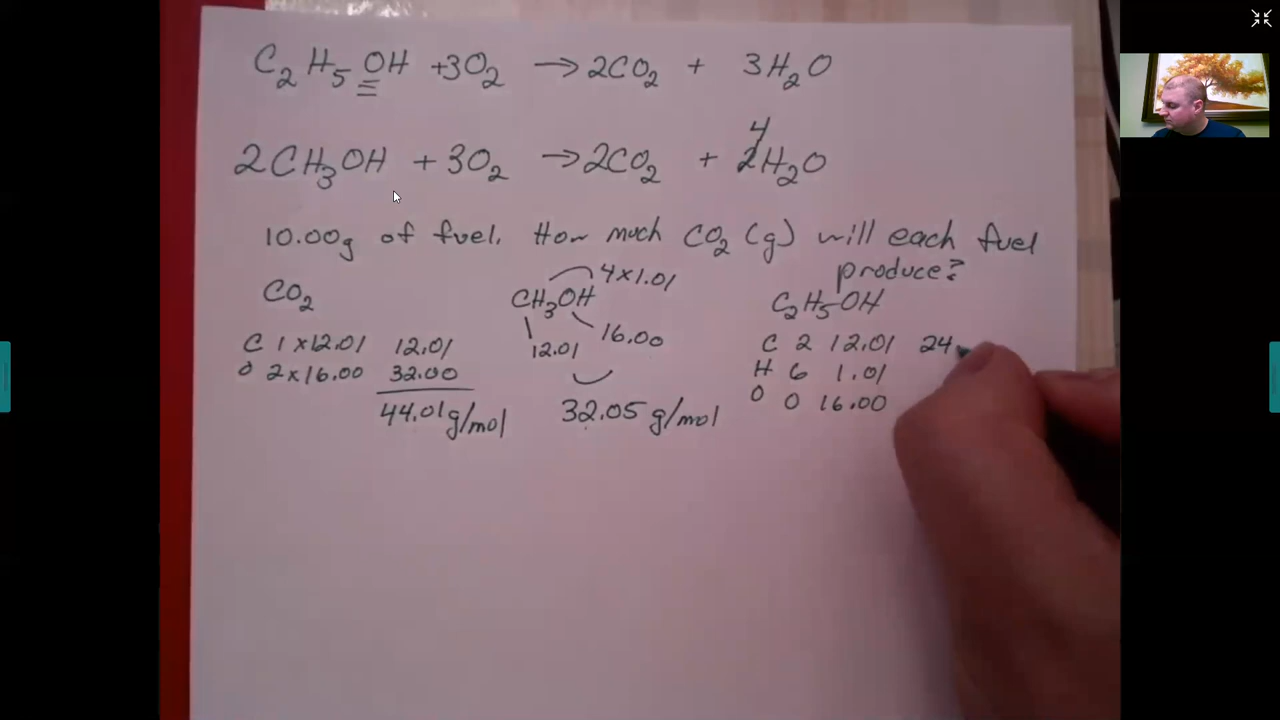 C₂H₅OH +3O₂ → 2CO₂ + 3H₂O
4
2CH₃OH + 3O₂ → 2CO₂ + 2H₂O
10.00g of fuel. How much CO₂ (g) will each fuel produce?
CO₂
CH₃OH 4×1.01
12.01 16.00
C₂H₅OH
C 1×12.01 12.01
O 2×16.00 32.00
44.01g/mol
32.05 g/mol
C 2 12.01 24
H 6 1.01
O O 16.00